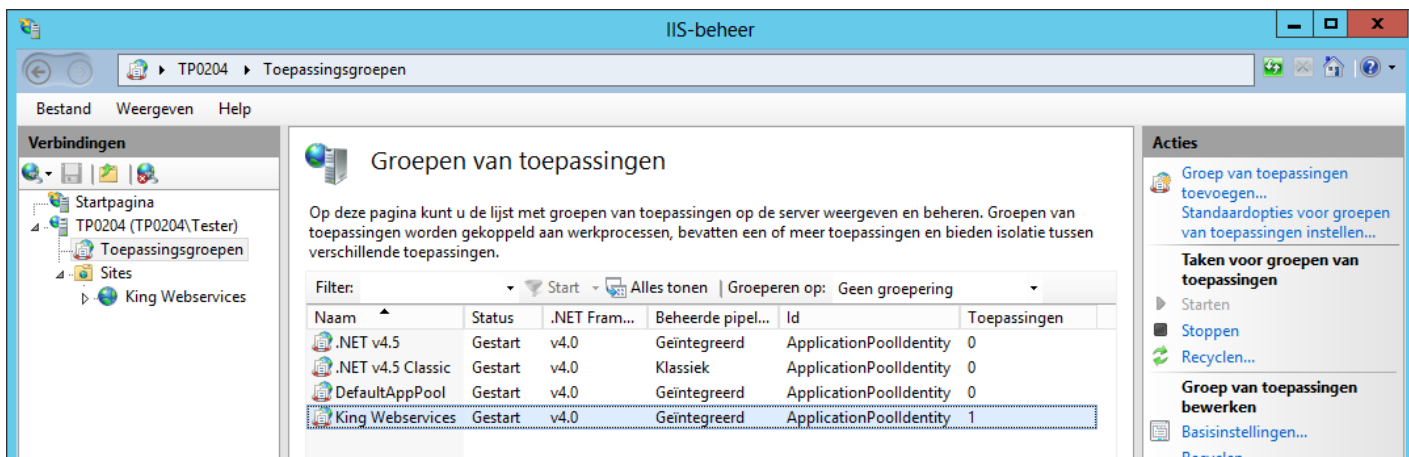 IIS-beheer
TP0204 Toepassingsgroepen
Bestand Weergeven Help
Verbindingen
Startpagina
TP0204 (TP0204\Tester)
Toepassingsgroepen
Sites
King Webservices
Groepen van toepassingen
Op deze pagina kunt u de lijst met groepen van toepassingen op de server weergeven en beheren. Groepen van
toepassingen worden gekoppeld aan werkprocessen, bevatten een of meer toepassingen en bieden isolatie tussen
verschillende toepassingen.
Filter: Start Alles tonen Groeperen op: Geen groepering
Naam Status .NET Fram... Beheerde pipel... Id Toepassingen
.NET v4.5 Gestart v4.0 Geïntegreerd ApplicationPoolIdentity 0
.NET v4.5 Classic Gestart v4.0 Klassiek ApplicationPoolIdentity 0
DefaultAppPool Gestart v4.0 Geïntegreerd ApplicationPoolIdentity 0
King Webservices Gestart v4.0 Geïntegreerd ApplicationPoolIdentity 1
Acties
Groep van toepassingen
toevoegen...
Standaardopties voor groepen
van toepassingen instellen...
Taken voor groepen van
toepassingen
Starten
Stoppen
Recyclen...
Groep van toepassingen
bewerken
Basisinstellingen...